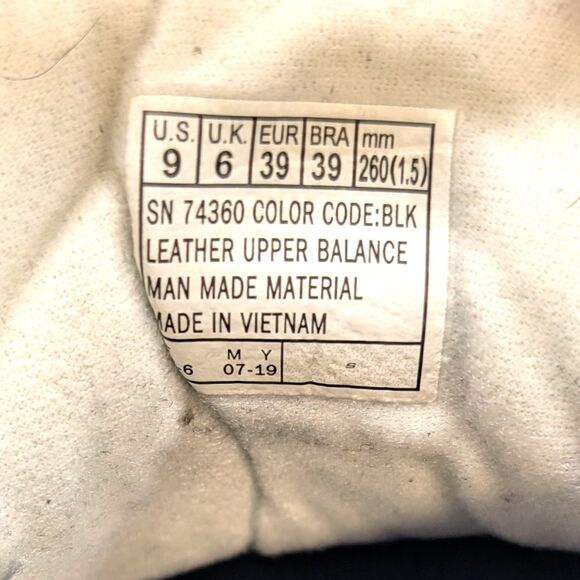 U.S. U.K. EUR BRA mm
9 6 39 39 260(1.5)
SN 74360 COLOR CODE:BLK
LEATHER UPPER BALANCE
MAN MADE MATERIAL
MADE IN VIETNAM
M Y
-6 07-19 S